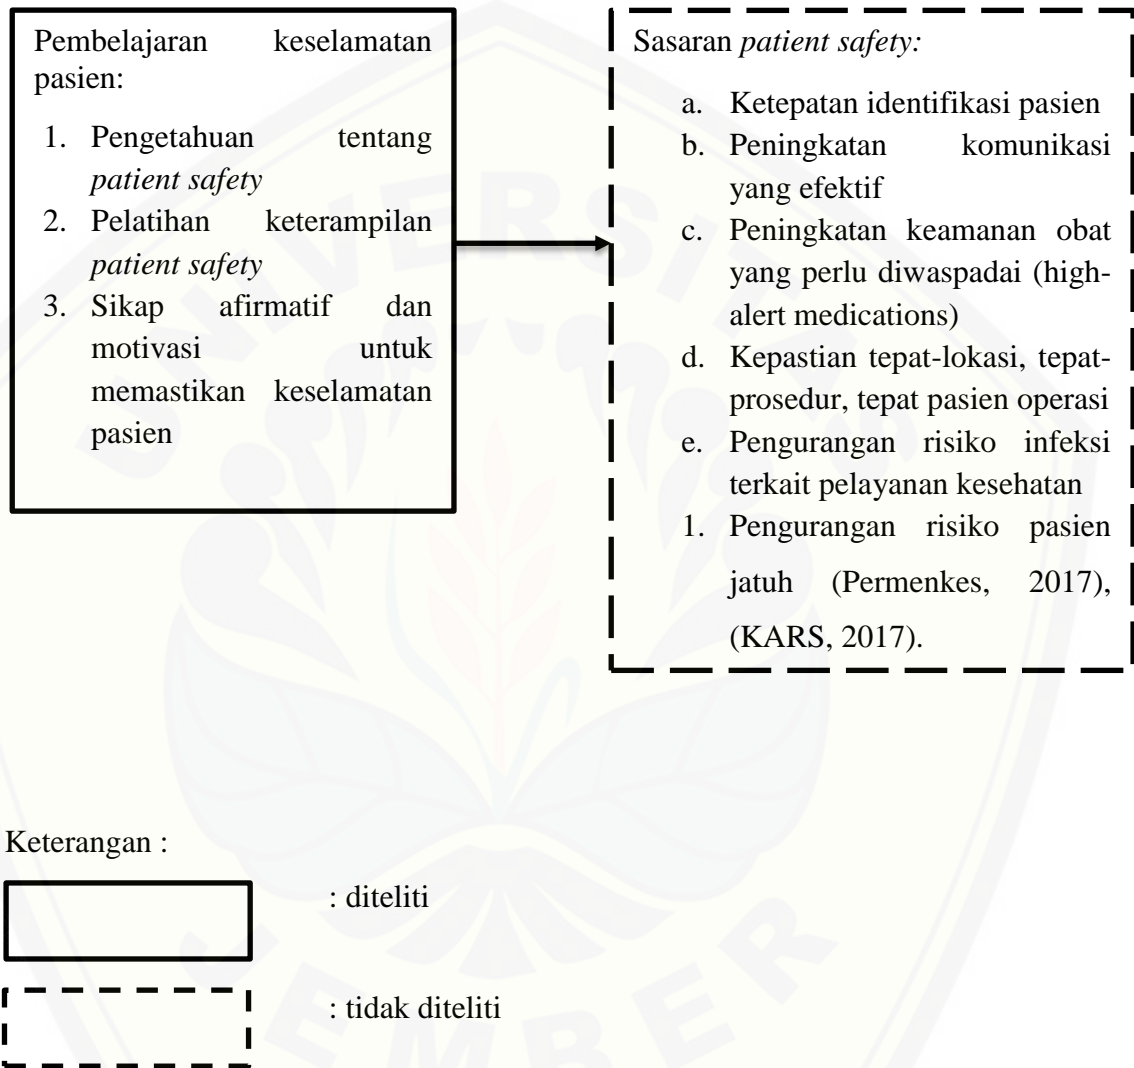 Pembelajaran keselamatan
pasien:
1. Pengetahuan tentang
patient safety
2. Pelatihan keterampilan
patient safety
3. Sikap afirmatif dan
motivasi untuk
memastikan keselamatan
pasien
Sasaran patient safety:
a. Ketepatan identifikasi pasien
b. Peningkatan komunikasi
yang efektif
c. Peningkatan keamanan obat
yang perlu diwaspadai (high-
alert medications)
d. Kepastian tepat-lokasi, tepat-
prosedur, tepat pasien operasi
e. Pengurangan risiko infeksi
terkait pelayanan kesehatan
1. Pengurangan risiko pasien
jatuh (Permenkes, 2017),
(KARS, 2017).
Keterangan :
: diteliti
: tidak diteliti
UNIVERSITAS
JEMBER